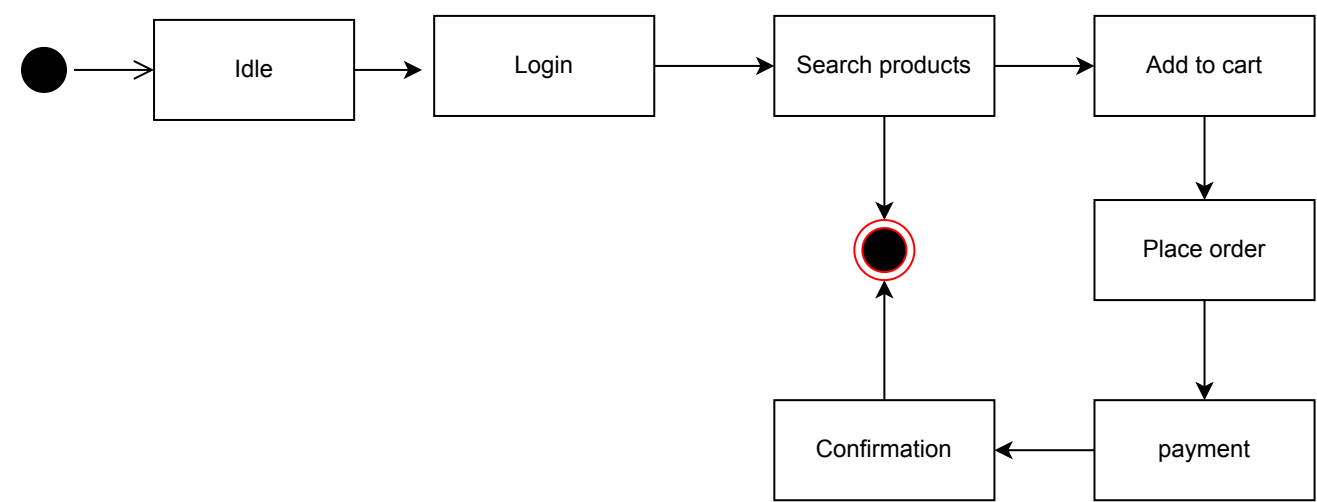 Idle
Login
Search products
Add to cart
Place order
Confirmation
payment